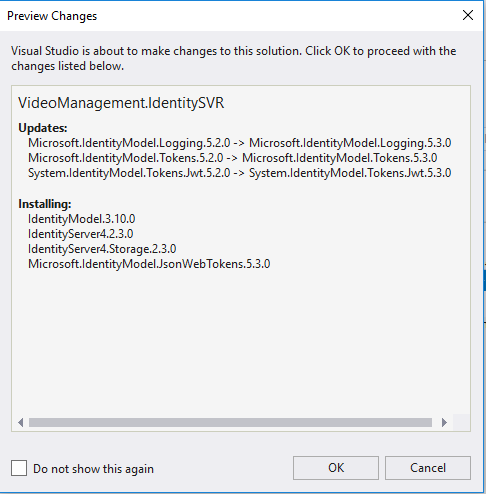 Preview Changes
Visual Studio is about to make changes to this solution. Click OK to proceed with the
changes listed below.
VideoManagement.IdentitySVR
Updates:
Microsoft.IdentityModel.Logging.5.2.0 -> Microsoft.IdentityModel.Logging.5.3.0
Microsoft.IdentityModel.Tokens.5.2.0 -> Microsoft.IdentityModel.Tokens.5.3.0
System.IdentityModel.Tokens.Jwt.5.2.0 -> System.IdentityModel.Tokens.Jwt.5.3.0
Installing:
IdentityModel.3.10.0
IdentityServer4.2.3.0
IdentityServer4.Storage.2.3.0
Microsoft.IdentityModel.JsonWebTokens.5.3.0
Do not show this again
OK
Cancel